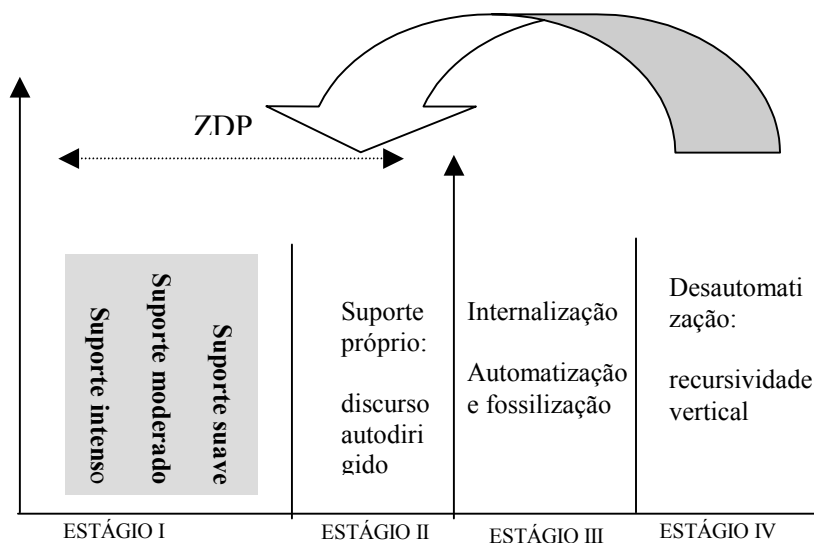 ZDP
Suporte intenso
Suporte moderado
Suporte suave
Suporte
próprio:
discurso
autodiri
gido
Internalização
Automatização
e fossilização
Desautomati
zação:
recursividade
vertical
ESTÁGIO I
ESTÁGIO II
ESTÁGIO III
ESTÁGIO IV